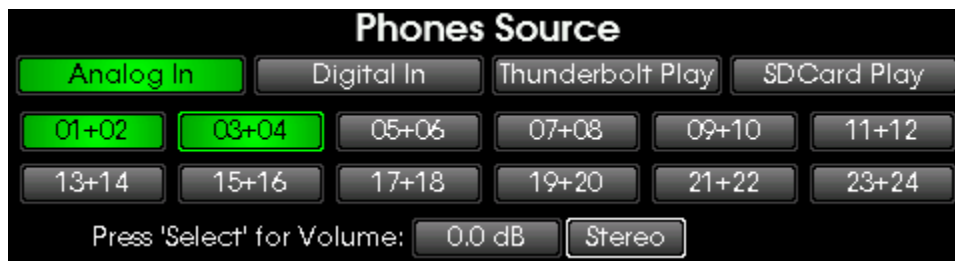 Phones Source
Analog In Digital In Thunderbolt Play SDCard Play
01+02 03+04 05+06 07+08 09+10 11+12
13+14 15+16 17+18 19+20 21+22 23+24
Press 'Select' for Volume: 0.0 dB Stereo